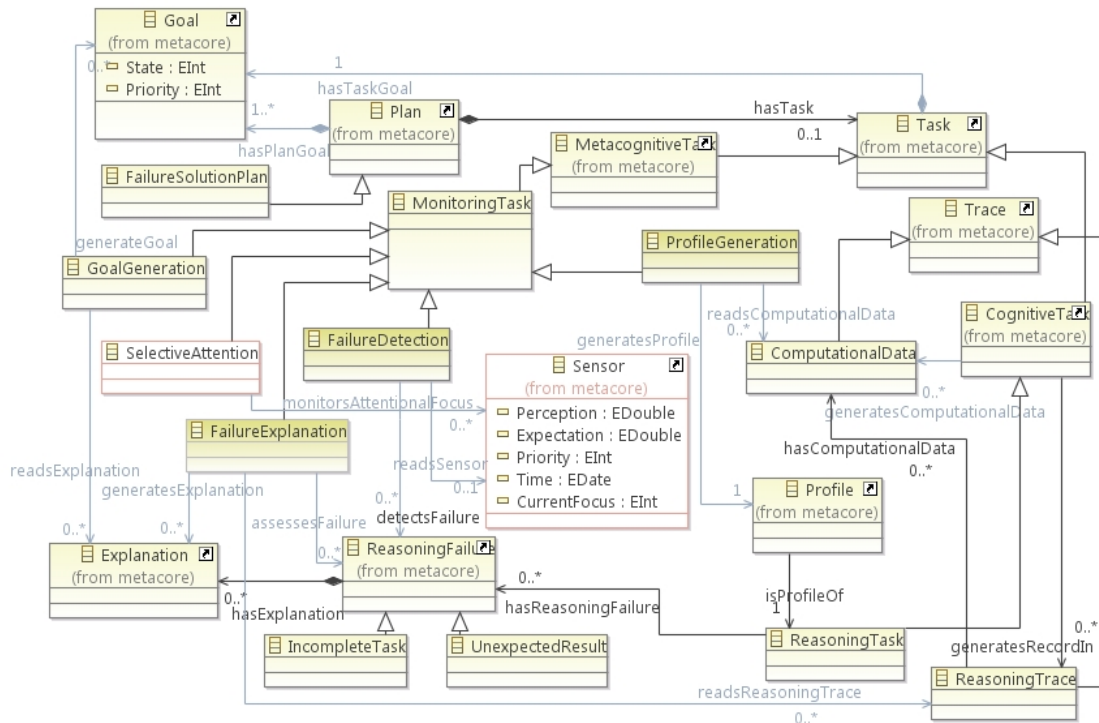 Goal
(from metacore)
State : EInt
Priority : EInt
0..*
1
hasTaskGoal
1..*
hasPlanGoal
Plan
(from metacore)
hasTask
0..1
Task
(from metacore)
MetacognitiveTask
(from metacore)
FailureSolutionPlan
MonitoringTask
Trace
(from metacore)
generateGoal
GoalGeneration
ProfileGeneration
readsComputationalData
0..*
CognitiveTask
(from metacore)
SelectiveAttention
FailureDetection
generatesProfile
ComputationalData
Sensor
(from metacore)
Perception : EDouble
Expectation : EDouble
Priority : EInt
Time : EDate
CurrentFocus : EInt
monitorsAttentionalFocus
0..*
0..*
generatesComputationalData
FailureExplanation
hasComputationalData
0..*
readsExplanation
generatesExplanation
readsSensor
0..1
0..*
detectsFailure
1
Profile
(from metacore)
0..*
0..*
assessesFailure
0..*
Explanation
(from metacore)
ReasoningFailure
(from metacore)
0..*
hasExplanation
0..*
hasReasoningFailure
isProfileOf
1
IncompleteTask
UnexpectedResult
ReasoningTask
0..*
generatesRecordIn
ReasoningTrace
readsReasoningTrace
0..*